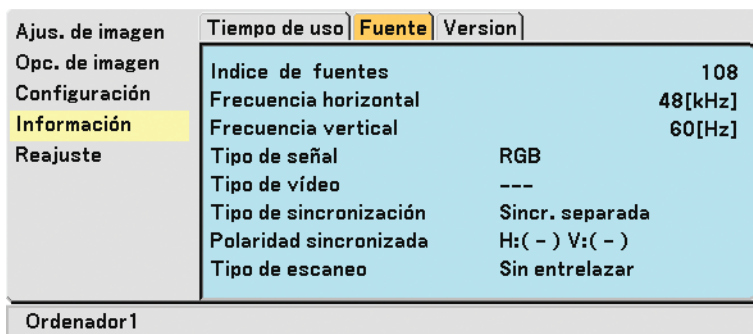 Ajus. de imagen
Opc. de imagen
Configuración
Información
Reajuste
Tiempo de uso Fuente Version
Indice de fuentes 108
Frecuencia horizontal 48[kHz]
Frecuencia vertical 60[Hz]
Tipo de señal RGB
Tipo de vídeo ---
Tipo de sincronización Sincr. separada
Polaridad sincronizada H:( - ) V:( - )
Tipo de escaneo Sin entrelazar
Ordenador1